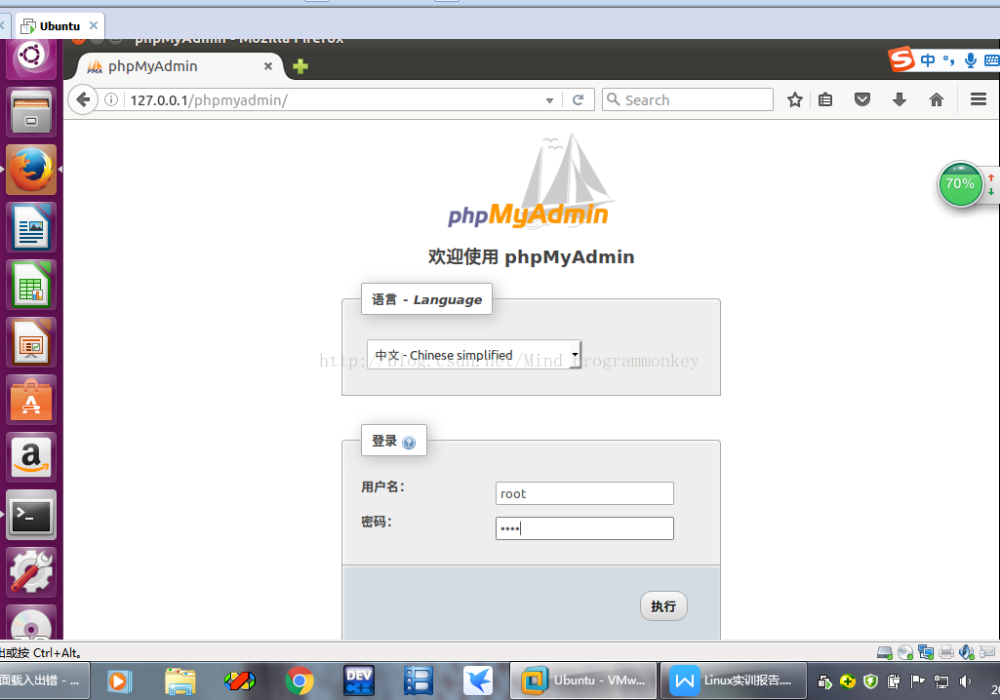 Ubuntu
phpMyAdmin - Mozilla Firefox
phpMyAdmin
中
127.0.0.1/phpmyadmin/
Search
70%
phpMyAdmin
欢迎使用 phpMyAdmin
语言 - Language
中文 - Chinese simplified
http://blog.csdn.net/Mind_programmonkey
登录
用户名:
root
密码:
••••
执行
出或按 Ctrl+Alt。
面载入出错 - ...
DEV C++
Ubuntu - VMw...
Linux实训报告....